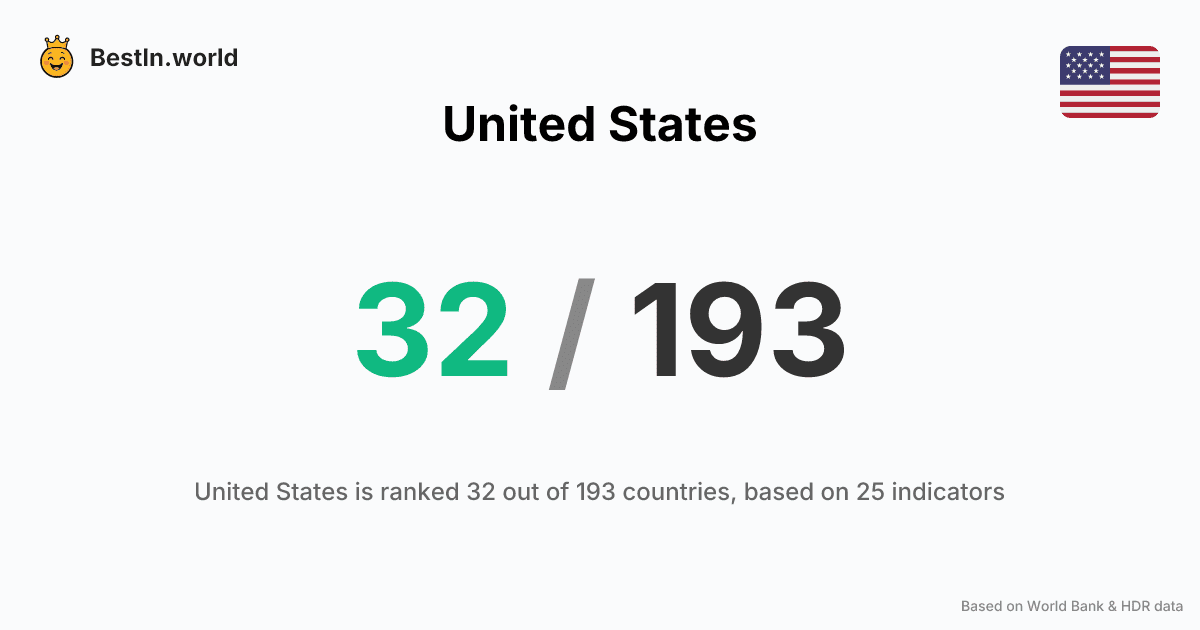 BestIn.world
United States
32 / 193
United States is ranked 32 out of 193 countries, based on 25 indicators
Based on World Bank & HDR data